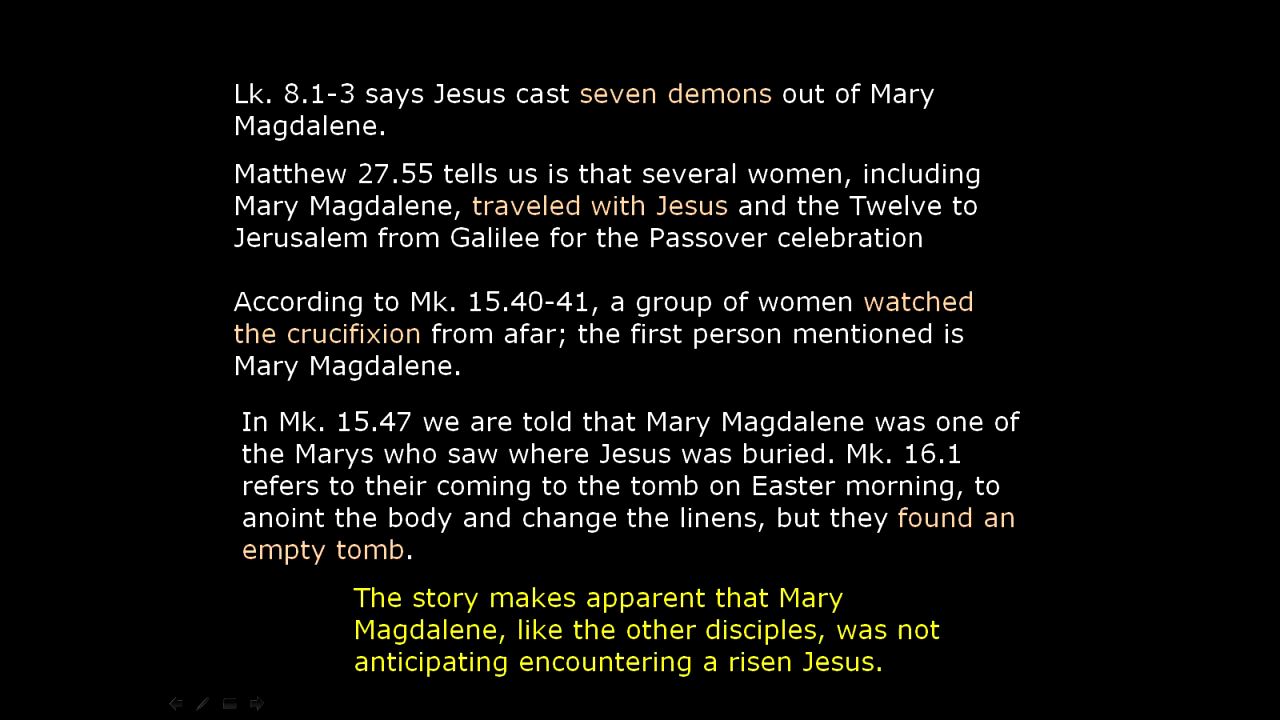 Lk. 8.1-3 says Jesus cast seven demons out of Mary
Magdalene.
Matthew 27.55 tells us is that several women, including
Mary Magdalene, traveled with Jesus and the Twelve to
Jerusalem from Galilee for the Passover celebration
According to Mk. 15.40-41, a group of women watched
the crucifixion from afar; the first person mentioned is
Mary Magdalene.
In Mk. 15.47 we are told that Mary Magdalene was one of
the Marys who saw where Jesus was buried. Mk. 16.1
refers to their coming to the tomb on Easter morning, to
anoint the body and change the linens, but they found an
empty tomb.
The story makes apparent that Mary
Magdalene, like the other disciples, was not
anticipating encountering a risen Jesus.